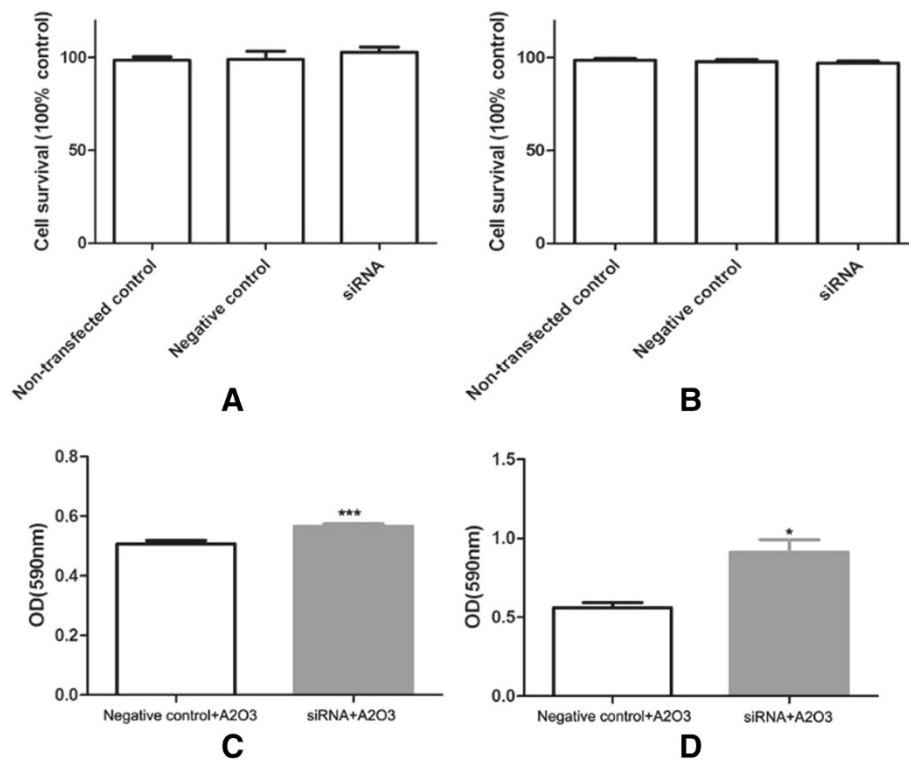 Cell survival (100% control)
100
50
0
Non-transfected control
Negative control
siRNA
A
Cell survival (100% control
100
50
0
Non-transfected control
Negative control
siRNA
B
OD(590nm)
0.8
0.6
0.4
0.2
0.0
***
Negative control+A2O3
siRNA+A2O3
C
OD(590nm)
1.5
1.0
0.5
0.0
*
Negative control+A2O3
siRNA+A2O3
D